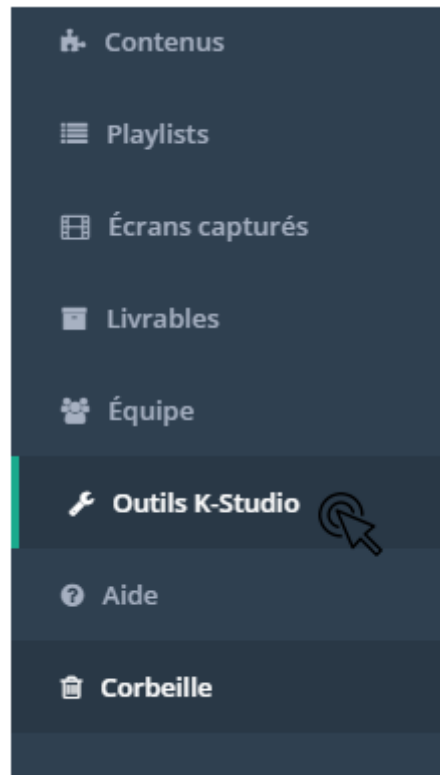 Contenus
Playlists
Écrans capturés
Livrables
Équipe
Outils K-Studio
Aide
Corbeille